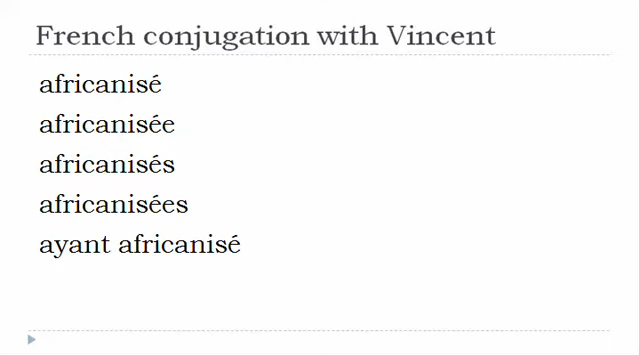 French conjugation with Vincent
africanisé
africanisée
africanisés
africanisées
ayant africanisé